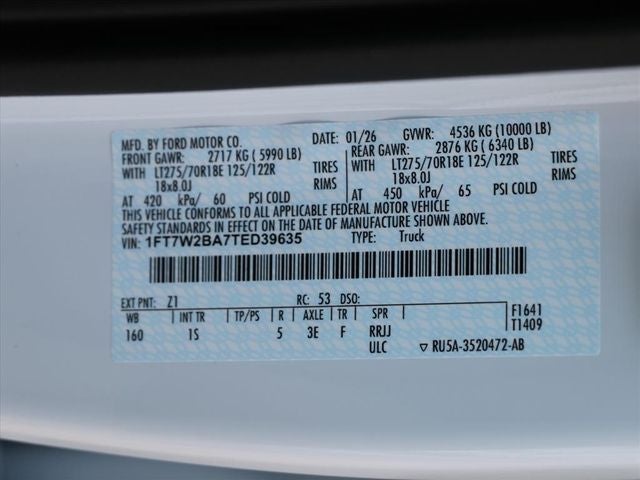 MFD. BY FORD MOTOR CO. DATE: 01/26 GVWR: 4536 KG (10000 LB)
FRONT GAWR: 2717 KG ( 5990 LB) REAR GAWR: 2876 KG ( 6340 LB)
WITH LT275/70R18E 125/122R TIRES WITH LT275/70R18E 125/122R TIRES
18x8.0J RIMS 18x8.0J RIMS
AT 420 kPa/ 60 PSI COLD AT 450 kPa/ 65 PSI COLD
THIS VEHICLE CONFORMS TO ALL APPLICABLE FEDERAL MOTOR VEHICLE
SAFETY STANDARDS IN EFFECT ON THE DATE OF MANUFACTURE SHOWN ABOVE.
VIN: 1FT7W2BA7TED39635 TYPE: Truck
EXT PNT: Z1 RC: 53 DSO:
WB INT TR TP/PS R AXLE TR SPR F1641
160 1S 5 3E F RRJJ T1409
ULC ▽ RU5A-3520472-AB